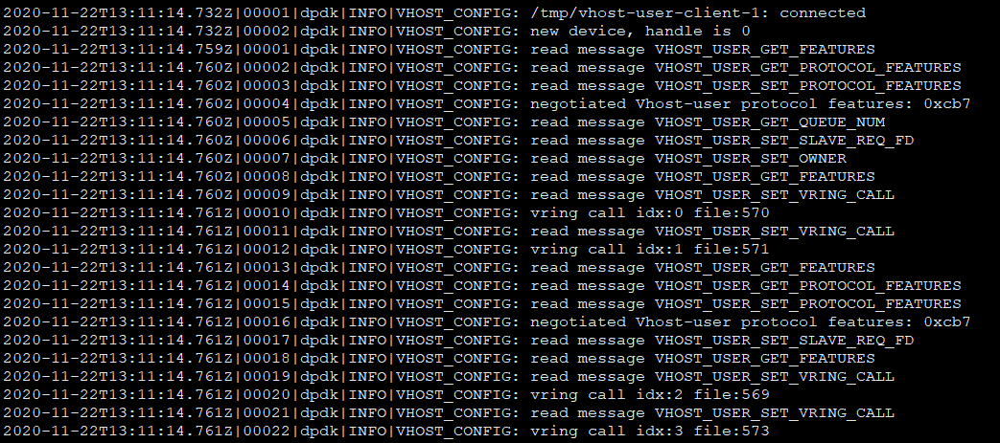 2020-11-22T13:11:14.732Z|00001|dpdk|INFO|VHOST_CONFIG: /tmp/vhost-user-client-1: connected
2020-11-22T13:11:14.732Z|00002|dpdk|INFO|VHOST_CONFIG: new device, handle is 0
2020-11-22T13:11:14.759Z|00001|dpdk|INFO|VHOST_CONFIG: read message VHOST_USER_GET_FEATURES
2020-11-22T13:11:14.760Z|00002|dpdk|INFO|VHOST_CONFIG: read message VHOST_USER_GET_PROTOCOL_FEATURES
2020-11-22T13:11:14.760Z|00003|dpdk|INFO|VHOST_CONFIG: read message VHOST_USER_SET_PROTOCOL_FEATURES
2020-11-22T13:11:14.760Z|00004|dpdk|INFO|VHOST_CONFIG: negotiated Vhost-user protocol features: 0xcb7
2020-11-22T13:11:14.760Z|00005|dpdk|INFO|VHOST_CONFIG: read message VHOST_USER_GET_QUEUE_NUM
2020-11-22T13:11:14.760Z|00006|dpdk|INFO|VHOST_CONFIG: read message VHOST_USER_SET_SLAVE_REQ_FD
2020-11-22T13:11:14.760Z|00007|dpdk|INFO|VHOST_CONFIG: read message VHOST_USER_SET_OWNER
2020-11-22T13:11:14.760Z|00008|dpdk|INFO|VHOST_CONFIG: read message VHOST_USER_GET_FEATURES
2020-11-22T13:11:14.760Z|00009|dpdk|INFO|VHOST_CONFIG: read message VHOST_USER_SET_VRING_CALL
2020-11-22T13:11:14.761Z|00010|dpdk|INFO|VHOST_CONFIG: vring call idx:0 file:570
2020-11-22T13:11:14.761Z|00011|dpdk|INFO|VHOST_CONFIG: read message VHOST_USER_SET_VRING_CALL
2020-11-22T13:11:14.761Z|00012|dpdk|INFO|VHOST_CONFIG: vring call idx:1 file:571
2020-11-22T13:11:14.761Z|00013|dpdk|INFO|VHOST_CONFIG: read message VHOST_USER_GET_FEATURES
2020-11-22T13:11:14.761Z|00014|dpdk|INFO|VHOST_CONFIG: read message VHOST_USER_GET_PROTOCOL_FEATURES
2020-11-22T13:11:14.761Z|00015|dpdk|INFO|VHOST_CONFIG: read message VHOST_USER_SET_PROTOCOL_FEATURES
2020-11-22T13:11:14.761Z|00016|dpdk|INFO|VHOST_CONFIG: negotiated Vhost-user protocol features: 0xcb7
2020-11-22T13:11:14.761Z|00017|dpdk|INFO|VHOST_CONFIG: read message VHOST_USER_SET_SLAVE_REQ_FD
2020-11-22T13:11:14.761Z|00018|dpdk|INFO|VHOST_CONFIG: read message VHOST_USER_GET_FEATURES
2020-11-22T13:11:14.761Z|00019|dpdk|INFO|VHOST_CONFIG: read message VHOST_USER_SET_VRING_CALL
2020-11-22T13:11:14.761Z|00020|dpdk|INFO|VHOST_CONFIG: vring call idx:2 file:569
2020-11-22T13:11:14.761Z|00021|dpdk|INFO|VHOST_CONFIG: read message VHOST_USER_SET_VRING_CALL
2020-11-22T13:11:14.761Z|00022|dpdk|INFO|VHOST_CONFIG: vring call idx:3 file:573